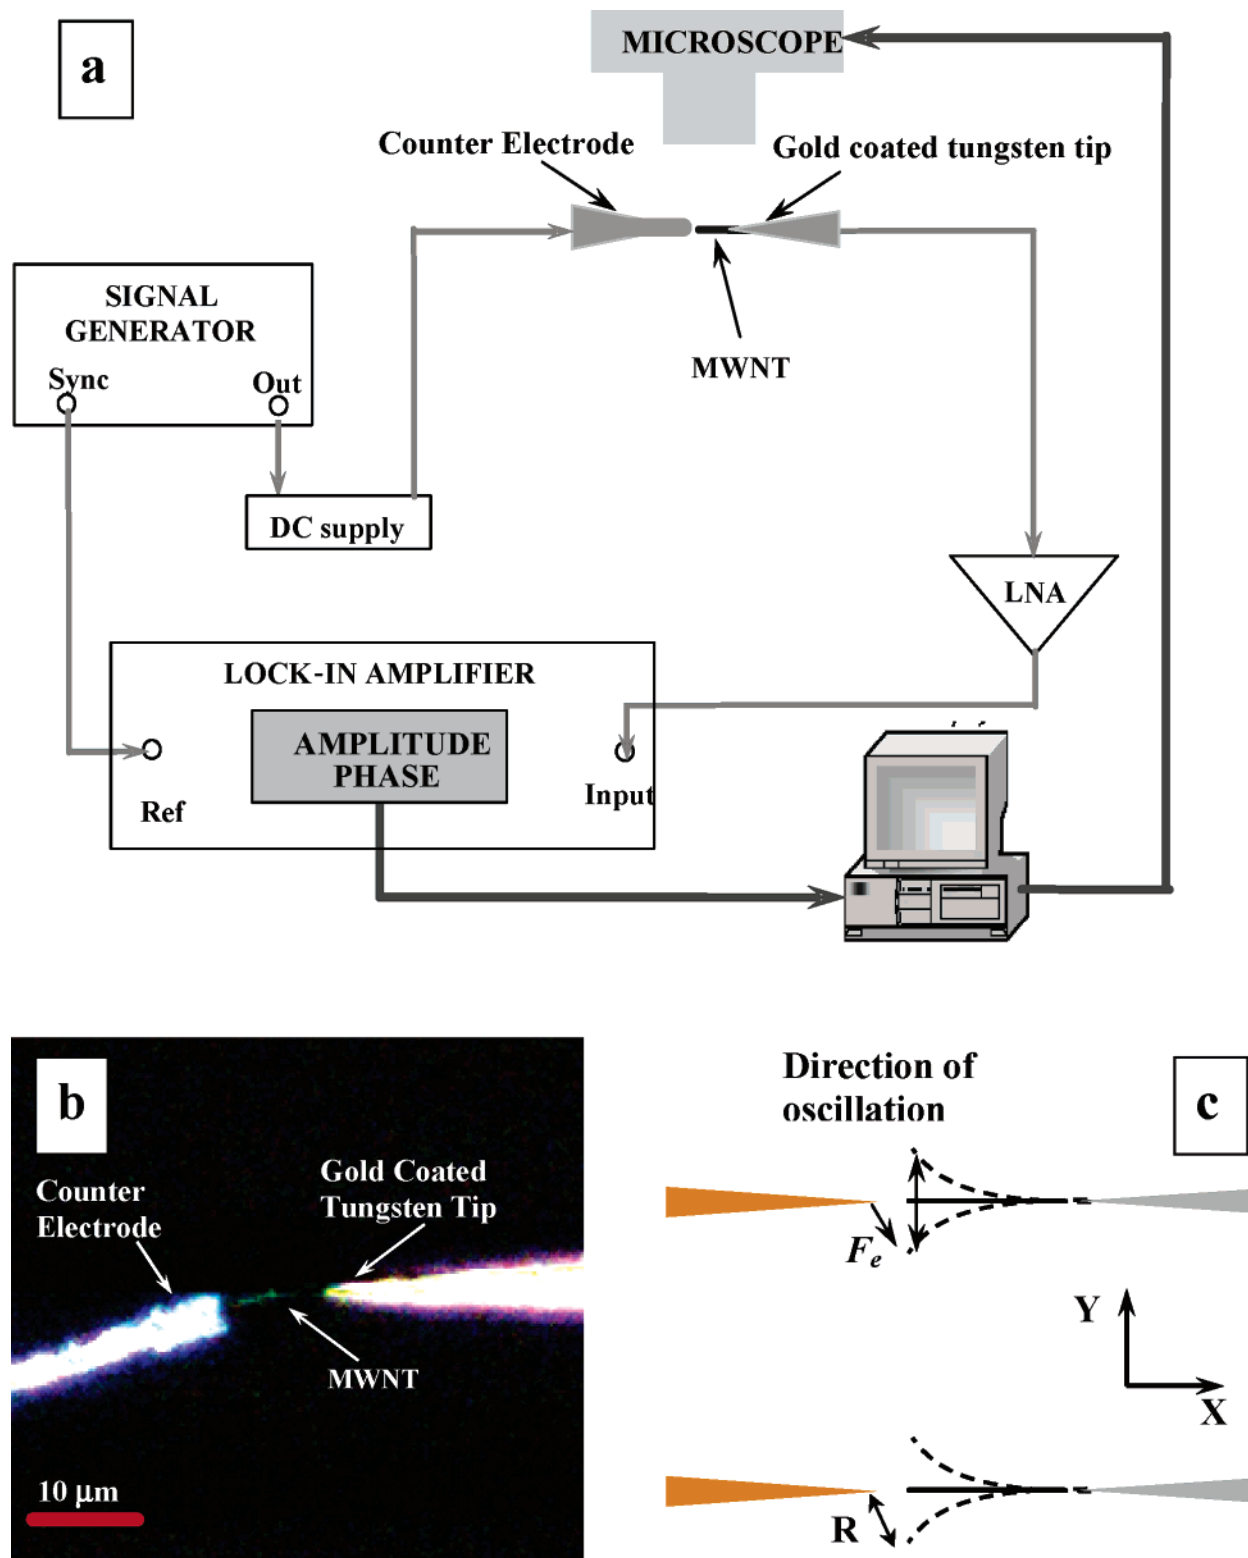 a
MICROSCOPE
Counter Electrode
Gold coated tungsten tip
SIGNAL
GENERATOR
Sync
Out
MWNT
DC supply
LNA
LOCK-IN AMPLIFIER
AMPLITUDE
PHASE
Ref
Input
b
Counter
Electrode
Gold Coated
Tungsten Tip
MWNT
10 μm
Direction of
oscillation
c
Fe
Y
X
R